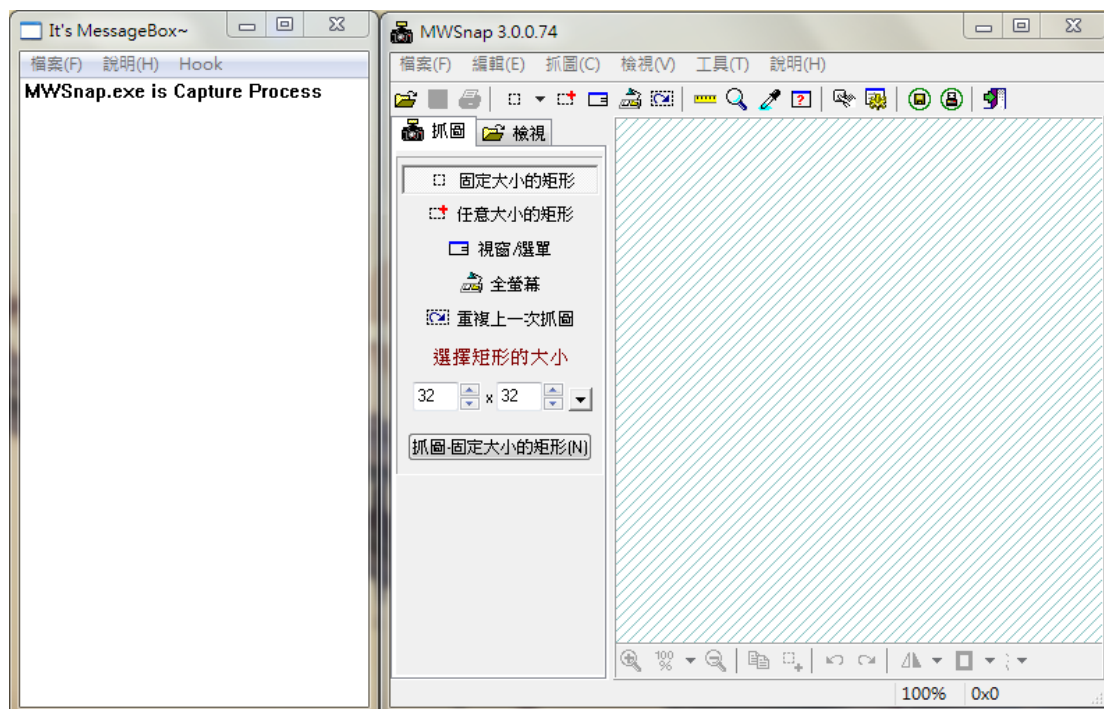 It's MessageBox~
檔案(F) 說明(H) Hook
MWSnap.exe is Capture Process
MWSnap 3.0.0.74
檔案(F) 編輯(E) 抓圖(C) 檢視(V) 工具(T) 說明(H)
抓圖 檢視
固定大小的矩形
任意大小的矩形
視窗/選單
全螢幕
重複上一次抓圖
選擇矩形的大小
32 x 32
抓圖-固定大小的矩形(N)
100%
100% 0x0